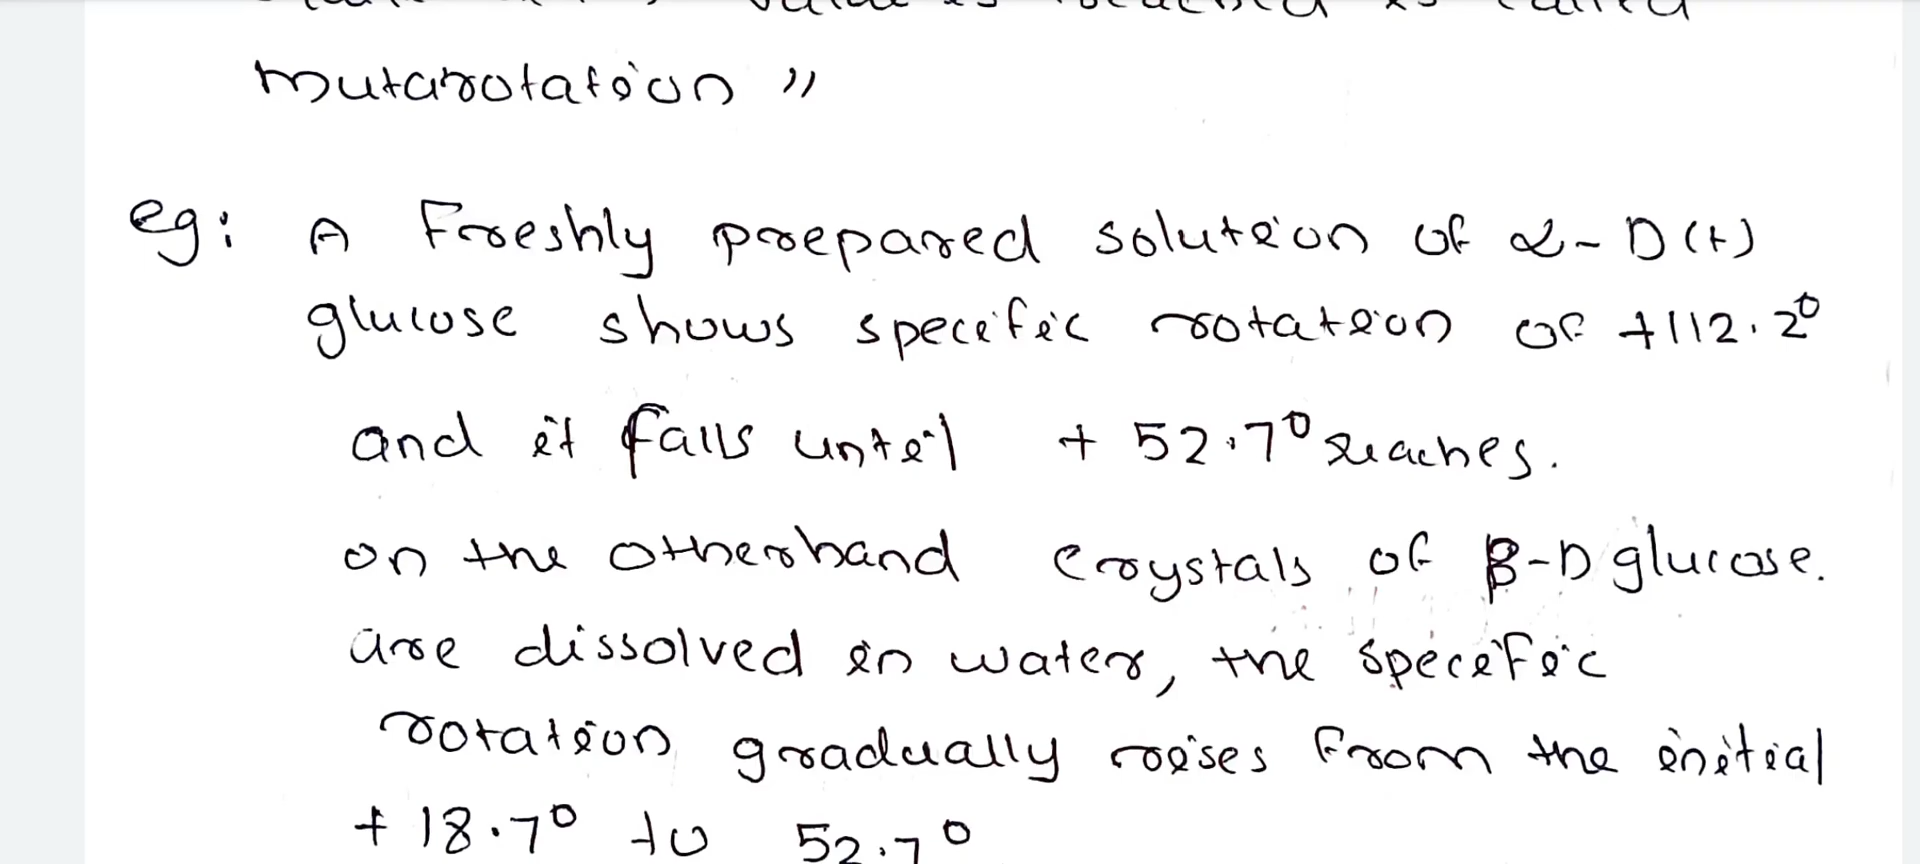 mutarotation"
eg: A Freshly prepared solution of α-D(+)
glucose shows specific rotation of +112.2°
and it falls until + 52.7° reaches.
on the otherhand crystals of β-D glucose.
are dissolved in water, the specific
rotation gradually rises from the initial
+ 18.7° to 52.7°